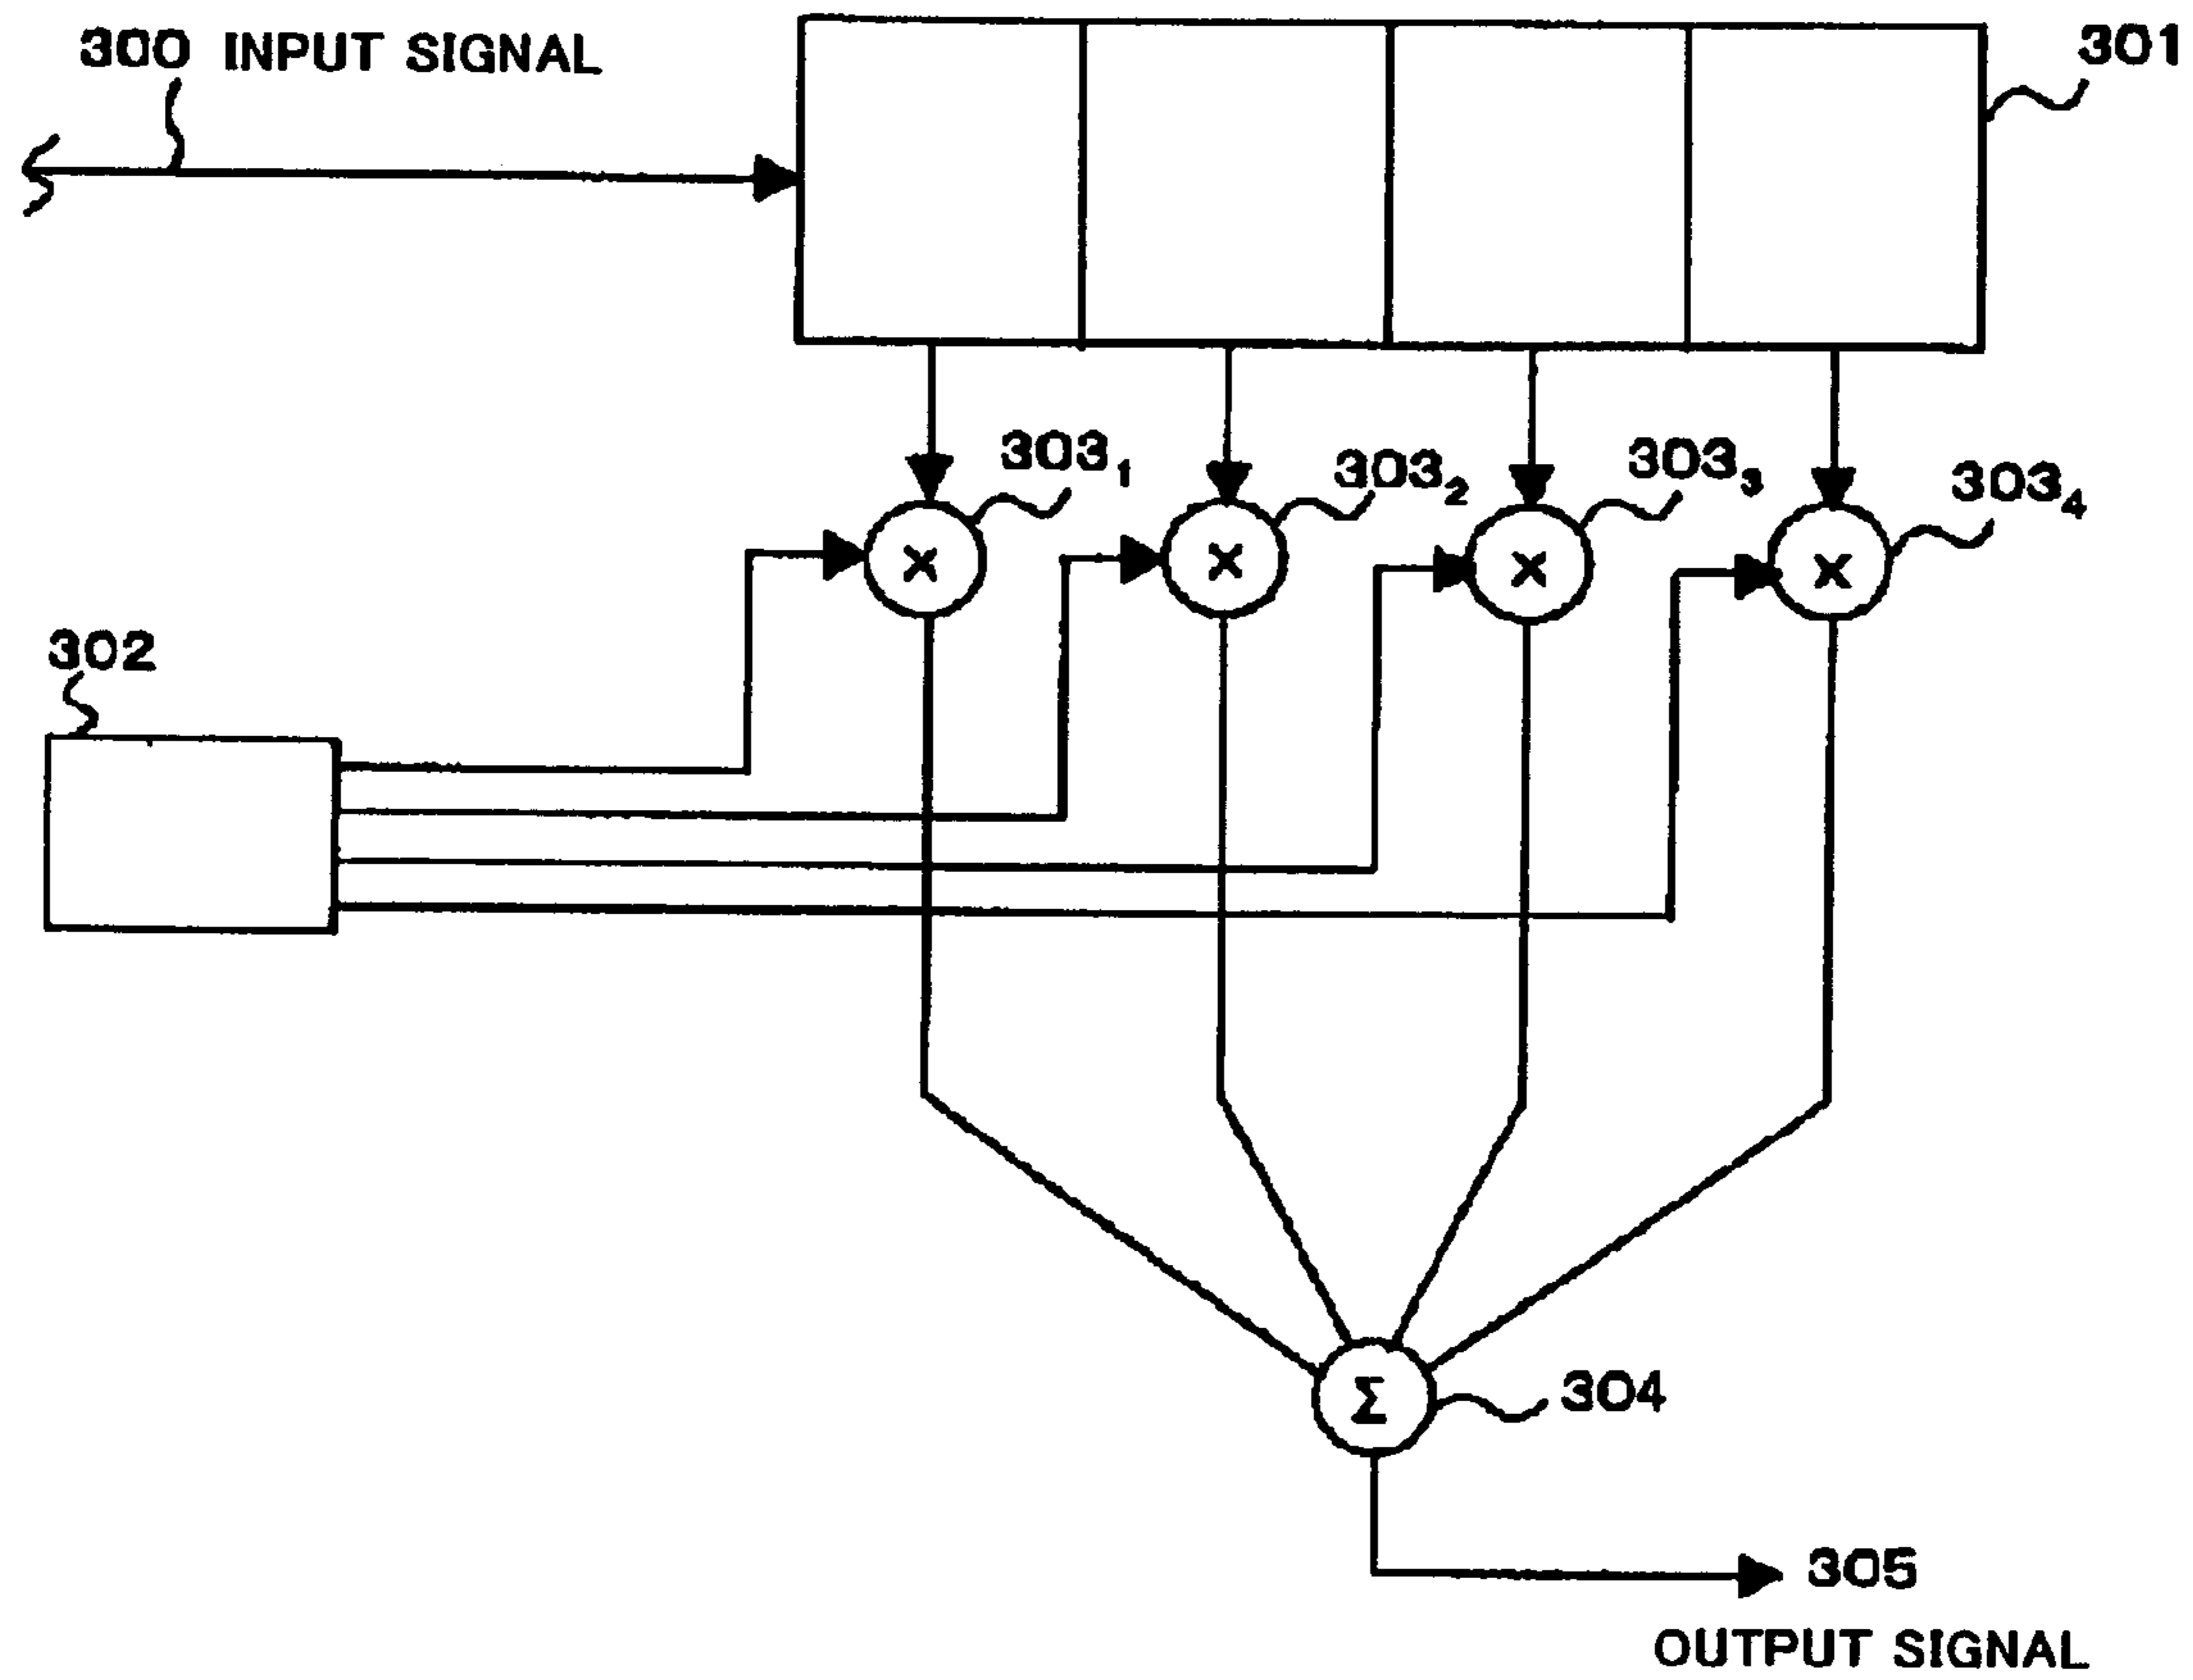 300 INPUT SIGNAL
301
303₁
303₂
303₃
303₄
x
x
x
x
302
Σ
304
305
OUTPUT SIGNAL